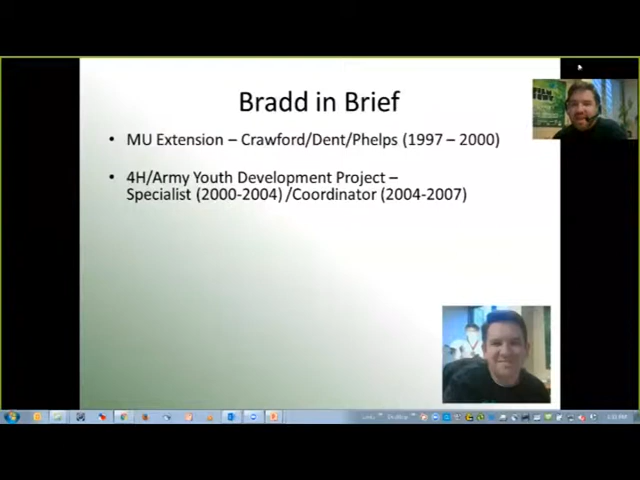 Bradd in Brief
• MU Extension – Crawford/Dent/Phelps (1997 – 2000)
• 4H/Army Youth Development Project –
Specialist (2000-2004) /Coordinator (2004-2007)